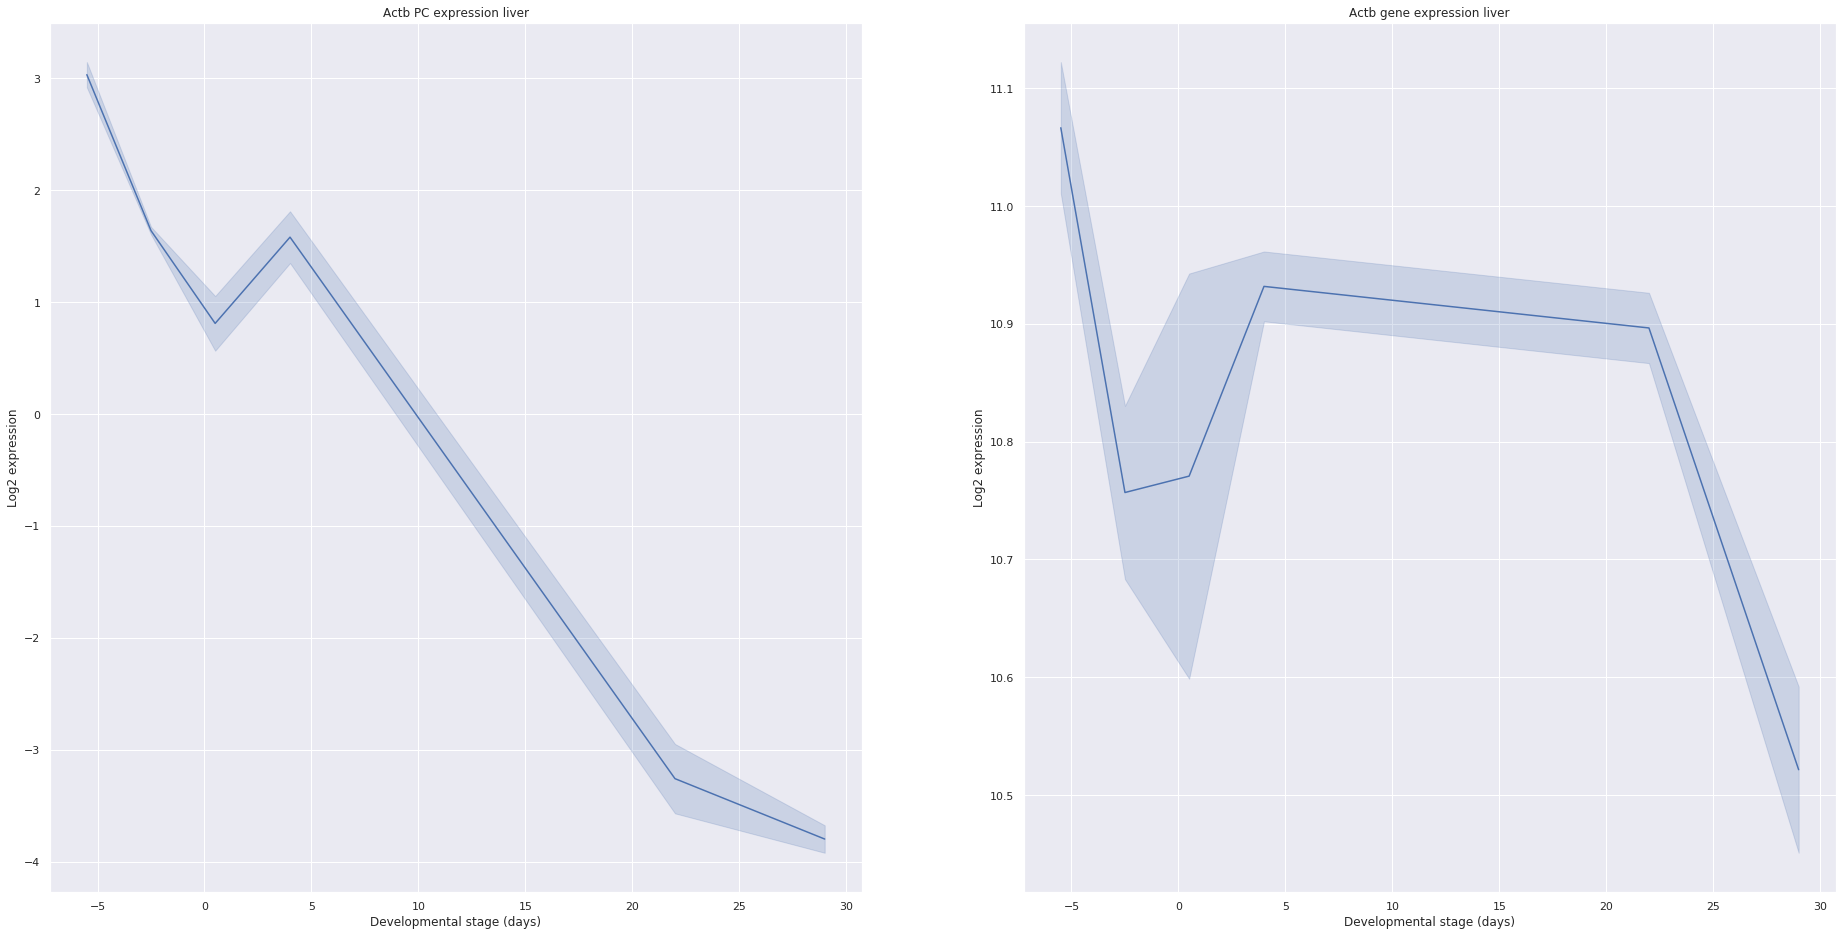 Actb PC expression liver
Log2 expression
3
2
1
0
−1
−2
−3
−4
−5 0 5 10 15 20 25 30
Developmental stage (days)
Actb gene expression liver
Log2 expression
11.1
11.0
10.9
10.8
10.7
10.6
10.5
−5 0 5 10 15 20 25 30
Developmental stage (days)